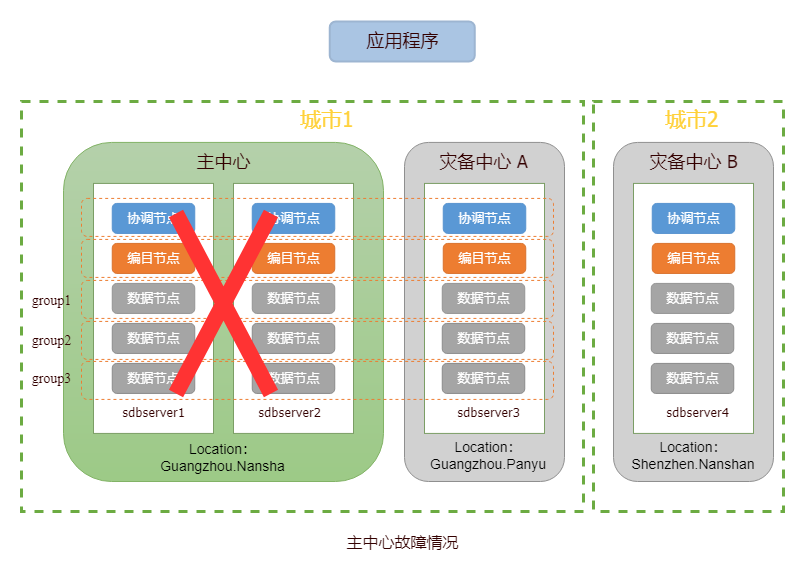 应用程序
城市1
城市2
主中心
灾备中心 A
灾备中心 B
协调节点
协调节点
协调节点
协调节点
编目节点
编目节点
编目节点
编目节点
group1
数据节点
数据节点
数据节点
数据节点
group2
数据节点
数据节点
数据节点
数据节点
group3
数据节点
数据节点
数据节点
数据节点
sdbserver1
sdbserver2
sdbserver3
sdbserver4
Location：
Guangzhou.Nansha
Location：
Guangzhou.Panyu
Location：
Shenzhen.Nanshan
主中心故障情况